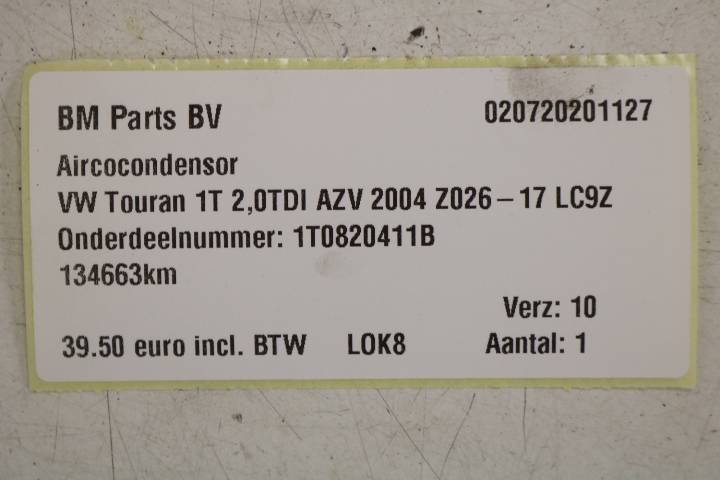 BM Parts BV 020720201127
Aircocondensor
VW Touran 1T 2,0TDI AZV 2004 Z026-17 LC9Z
Onderdeelnummer: 1T0820411B
134663km
Verz: 10
39.50 euro incl. BTW LOK8 Aantal: 1